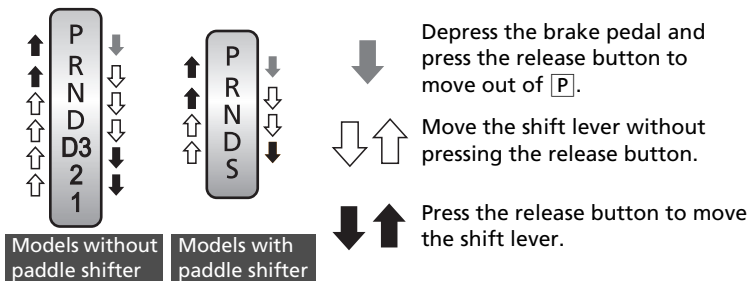 P
R
N
D
D3
2
1
Models without
paddle shifter
P
R
N
D
S
Models with
paddle shifter
Depress the brake pedal and
press the release button to
move out of P.
Move the shift lever without
pressing the release button.
Press the release button to move
the shift lever.